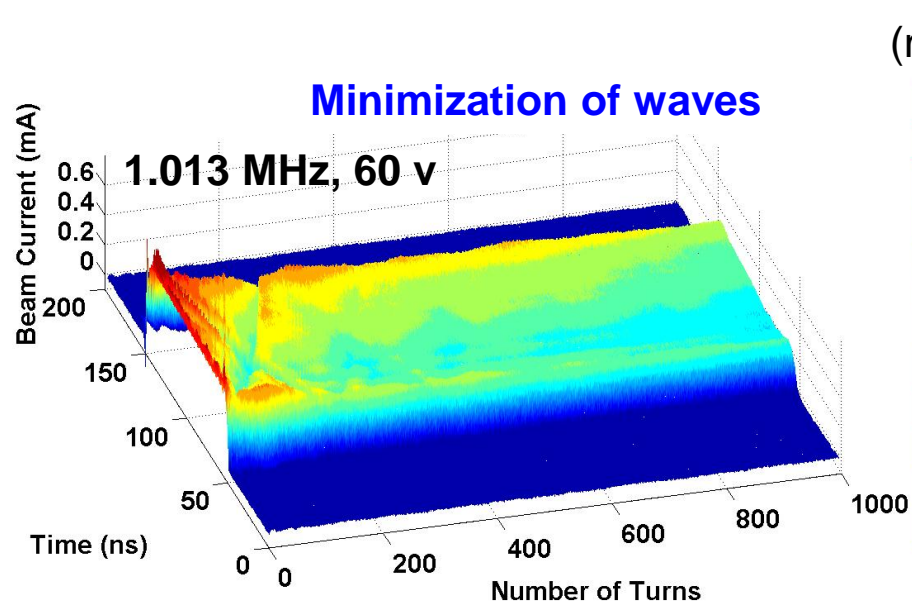 (r
Minimization of waves
1.013 MHz, 60 v
Beam Current (mA)
0.6
0.4
0.2
0
200
150
100
50
0
Time (ns)
0
200
400
600
800
1000
Number of Turns